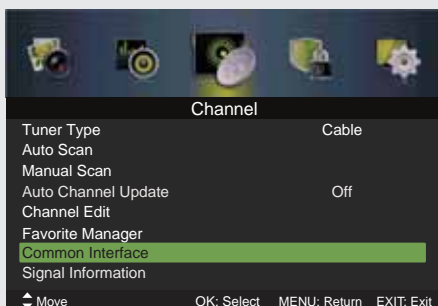 Channel
Tuner Type Cable
Auto Scan
Manual Scan
Auto Channel Update Off
Channel Edit
Favorite Manager
Common Interface
Signal Information
Move OK: Select MENU: Return EXIT: Exit